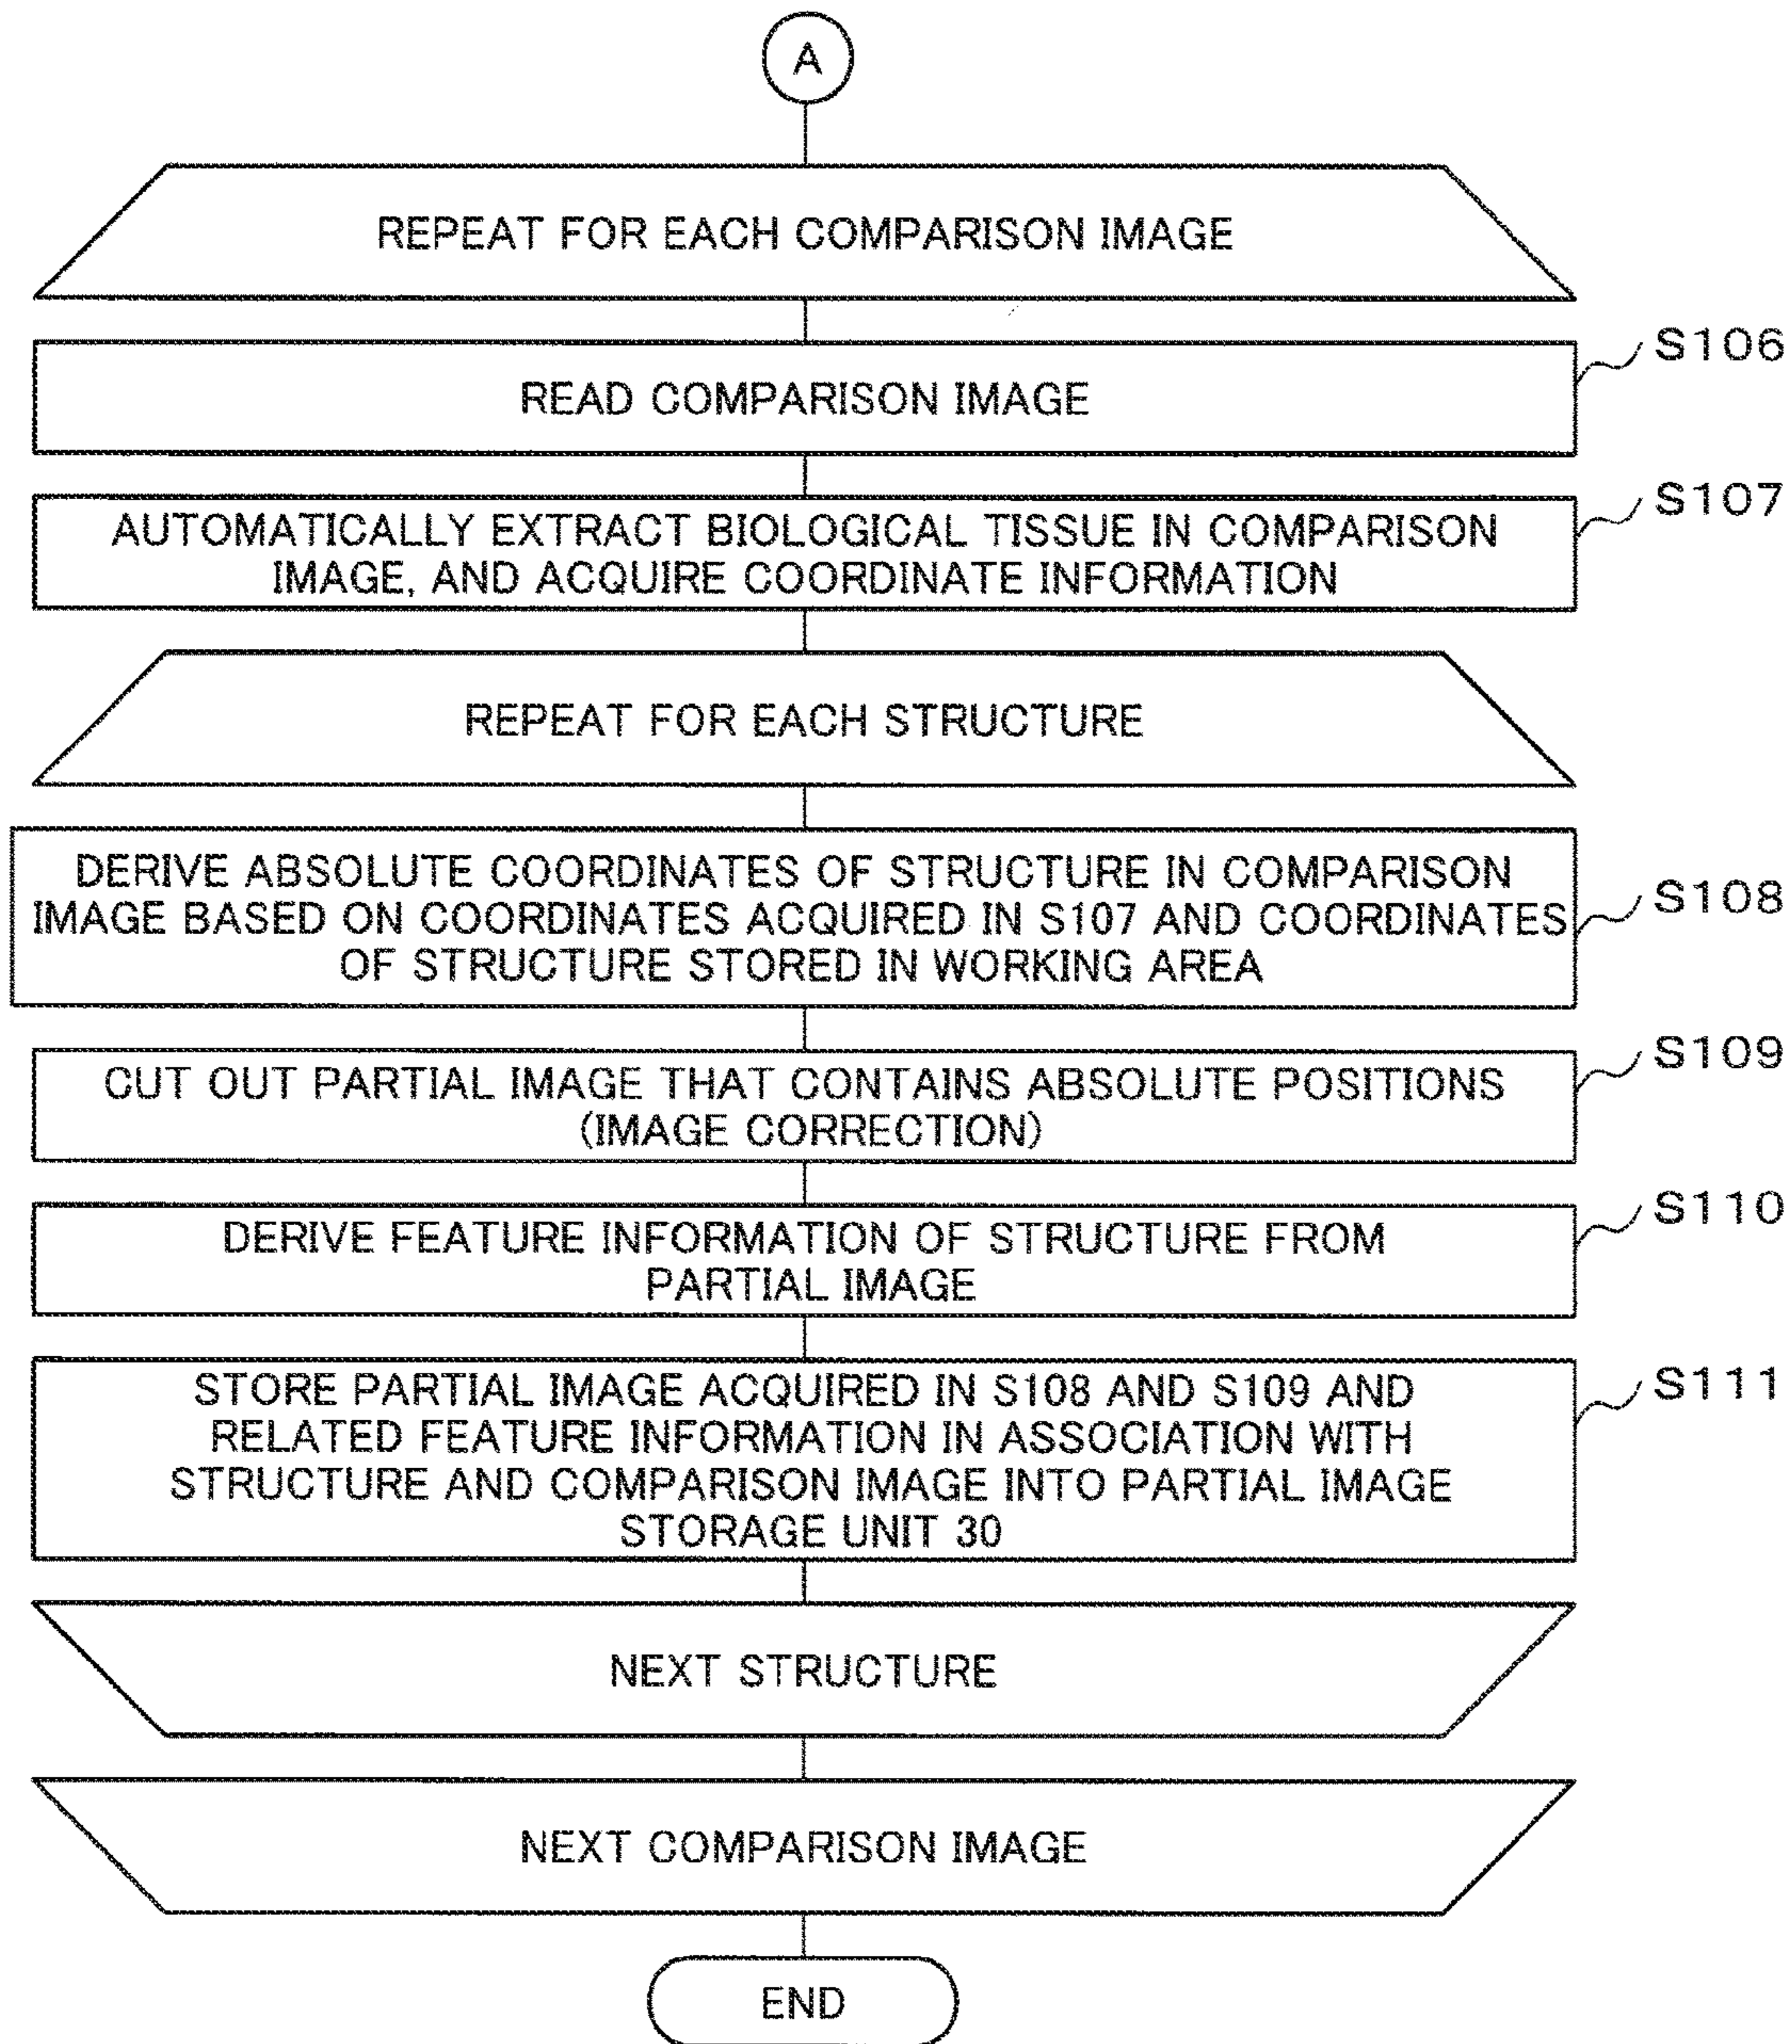 A
REPEAT FOR EACH COMPARISON IMAGE
S106
READ COMPARISON IMAGE
S107
AUTOMATICALLY EXTRACT BIOLOGICAL TISSUE IN COMPARISON
IMAGE, AND ACQUIRE COORDINATE INFORMATION
REPEAT FOR EACH STRUCTURE
DERIVE ABSOLUTE COORDINATES OF STRUCTURE IN COMPARISON
IMAGE BASED ON COORDINATES ACQUIRED IN S107 AND COORDINATES
OF STRUCTURE STORED IN WORKING AREA
S108
S109
CUT OUT PARTIAL IMAGE THAT CONTAINS ABSOLUTE POSITIONS
(IMAGE CORRECTION)
S110
DERIVE FEATURE INFORMATION OF STRUCTURE FROM
PARTIAL IMAGE
S111
STORE PARTIAL IMAGE ACQUIRED IN S108 AND S109 AND
RELATED FEATURE INFORMATION IN ASSOCIATION WITH
STRUCTURE AND COMPARISON IMAGE INTO PARTIAL IMAGE
STORAGE UNIT 30
NEXT STRUCTURE
NEXT COMPARISON IMAGE
END